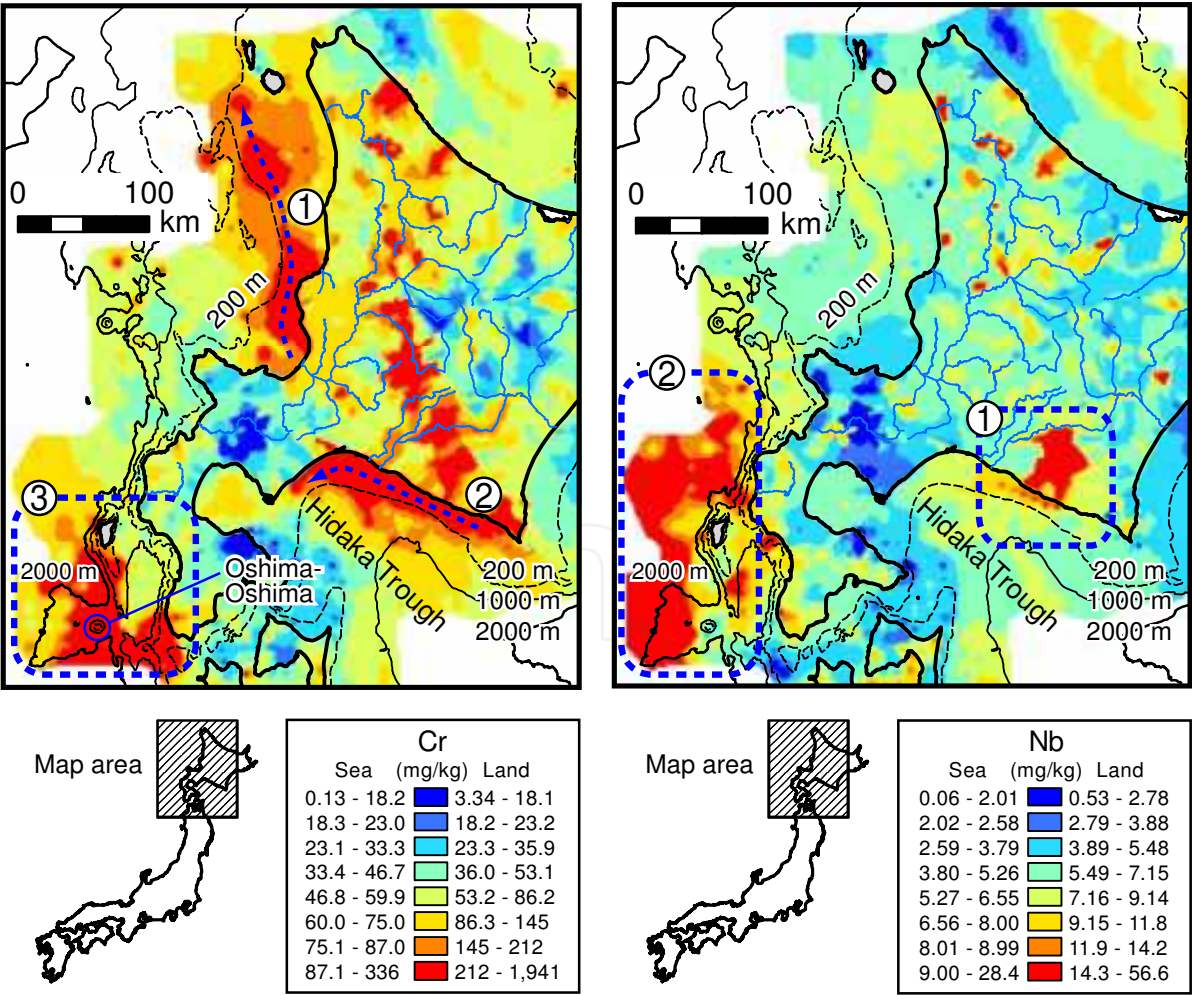 0 100
km
①
200 m
③
②
2000 m
Oshima-
Oshima
Hidaka Trough
200 m
1000 m
2000 m
0 100
km
200 m
②
①
2000 m
Hidaka Trough
200 m
1000 m
2000 m
Map area
Cr
Sea (mg/kg) Land
0.13 - 18.2 3.34 - 18.1
18.3 - 23.0 18.2 - 23.2
23.1 - 33.3 23.3 - 35.9
33.4 - 46.7 36.0 - 53.1
46.8 - 59.9 53.2 - 86.2
60.0 - 75.0 86.3 - 145
75.1 - 87.0 145 - 212
87.1 - 336 212 - 1,941
Map area
Nb
Sea (mg/kg) Land
0.06 - 2.01 0.53 - 2.78
2.02 - 2.58 2.79 - 3.88
2.59 - 3.79 3.89 - 5.48
3.80 - 5.26 5.49 - 7.15
5.27 - 6.55 7.16 - 9.14
6.56 - 8.00 9.15 - 11.8
8.01 - 8.99 11.9 - 14.2
9.00 - 28.4 14.3 - 56.6